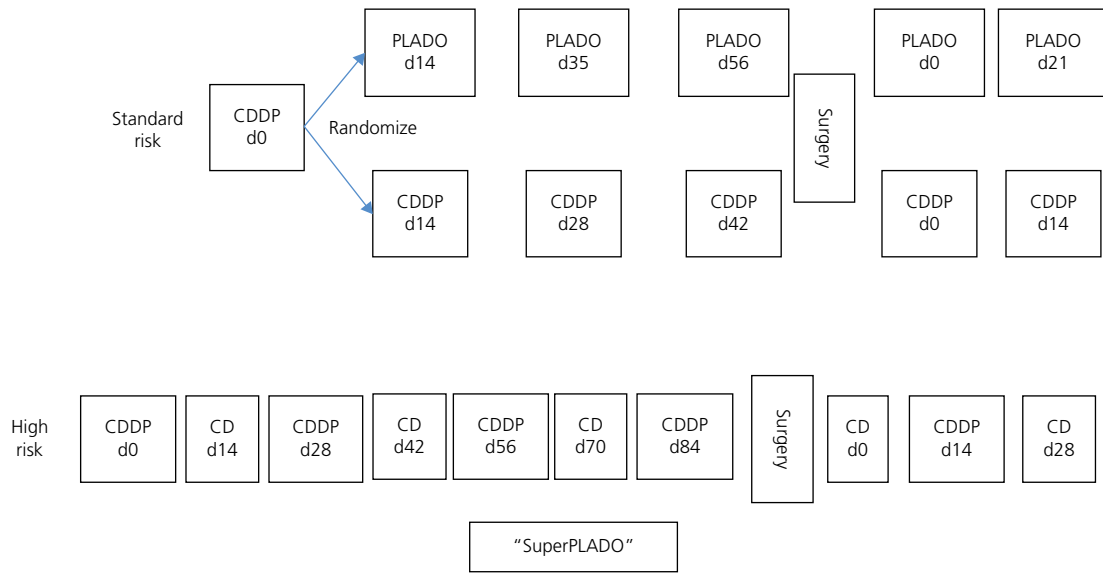 PLADO
d14
PLADO
d35
PLADO
d56
PLADO
d0
PLADO
d21
Standard
risk
CDDP
d0
Randomize
Surgery
CDDP
d14
CDDP
d28
CDDP
d42
CDDP
d0
CDDP
d14
High
risk
CDDP
d0
CD
d14
CDDP
d28
CD
d42
CDDP
d56
CD
d70
CDDP
d84
Surgery
CD
d0
CDDP
d14
CD
d28
“SuperPLADO”